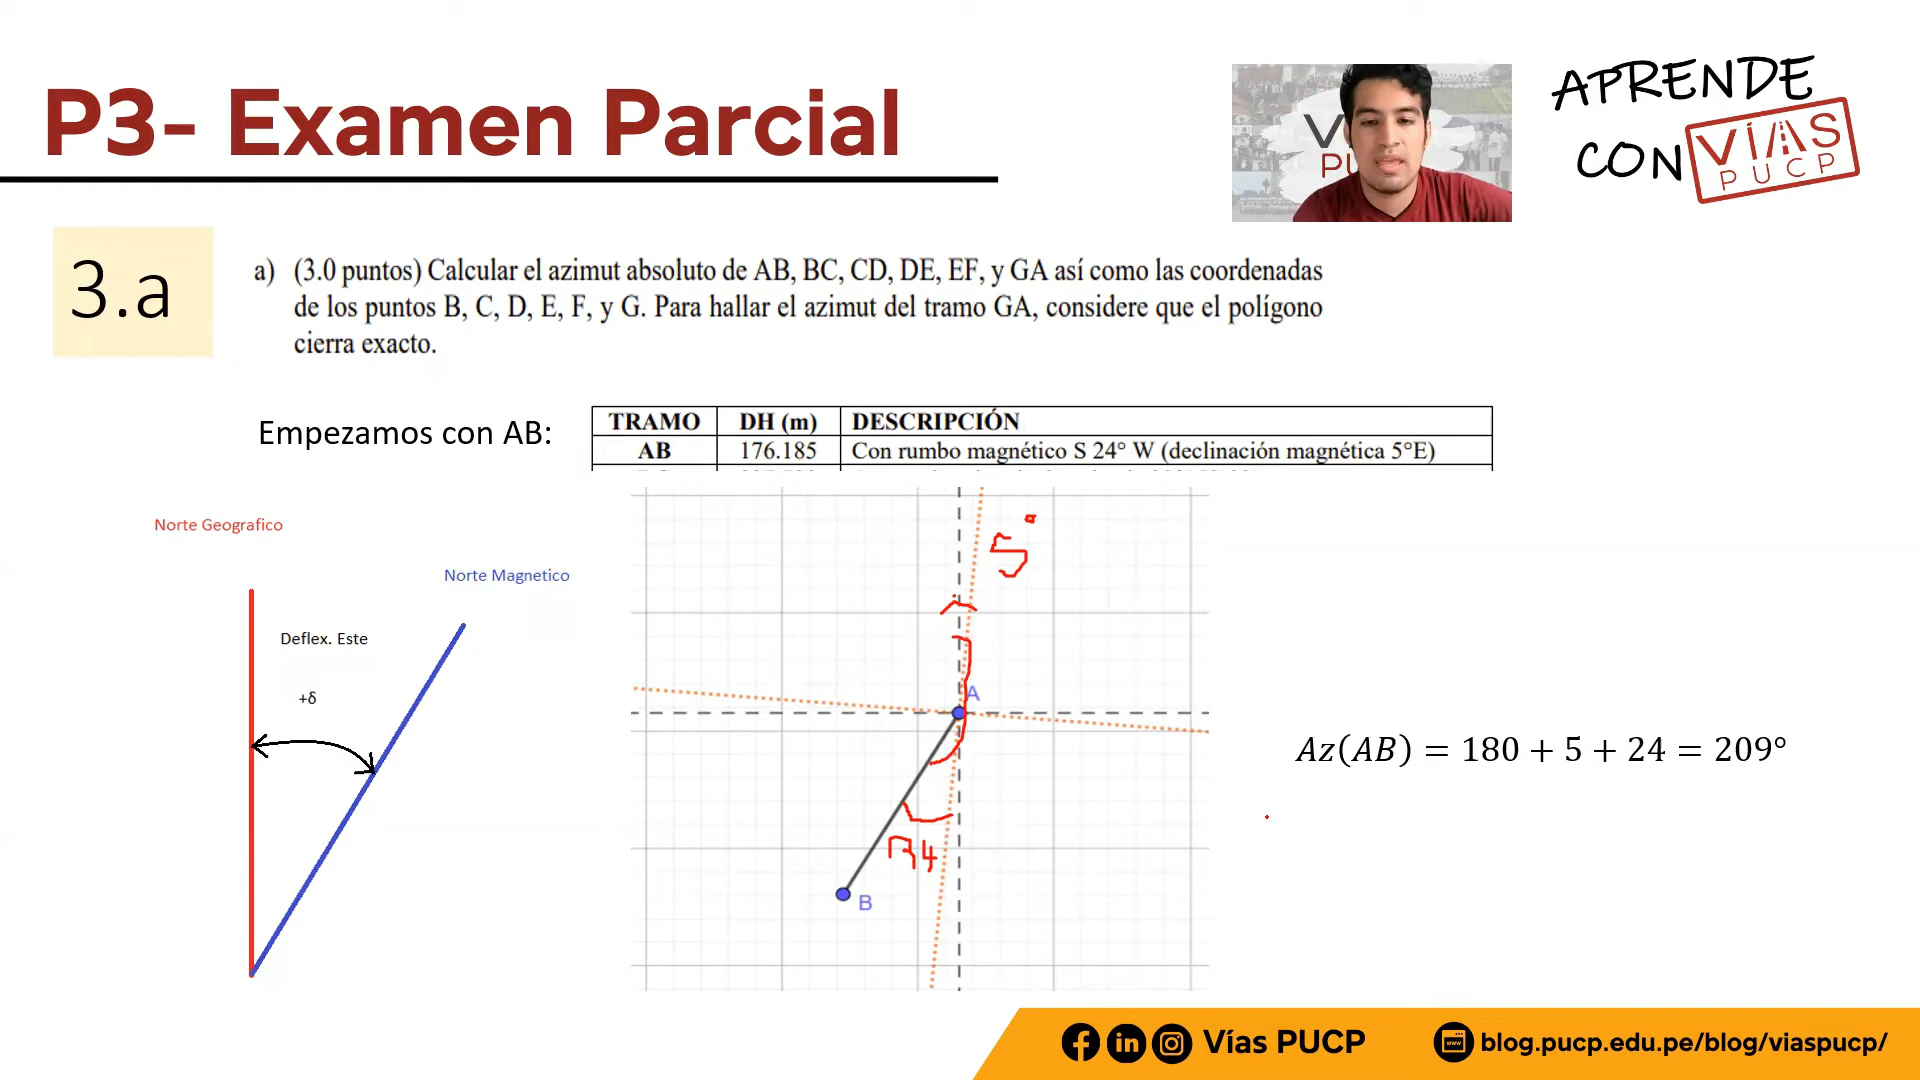 P3- Examen Parcial
APRENDE
CON VÍAS
PUCP
3.a
a) (3.0 puntos) Calcular el azimut absoluto de AB, BC, CD, DE, EF, y GA así como las coordenadas
de los puntos B, C, D, E, F, y G. Para hallar el azimut del tramo GA, considere que el polígono
cierra exacto.
Empezamos con AB:
TRAMO DH (m) DESCRIPCIÓN
AB 176.185 Con rumbo magnético S 24° W (declinación magnética 5°E)
Norte Geografico
Norte Magnetico
Deflex. Este
+δ
5°
A
24
B
Az(AB) = 180 + 5 + 24 = 209°
Vías PUCP
blog.pucp.edu.pe/blog/viaspucp/